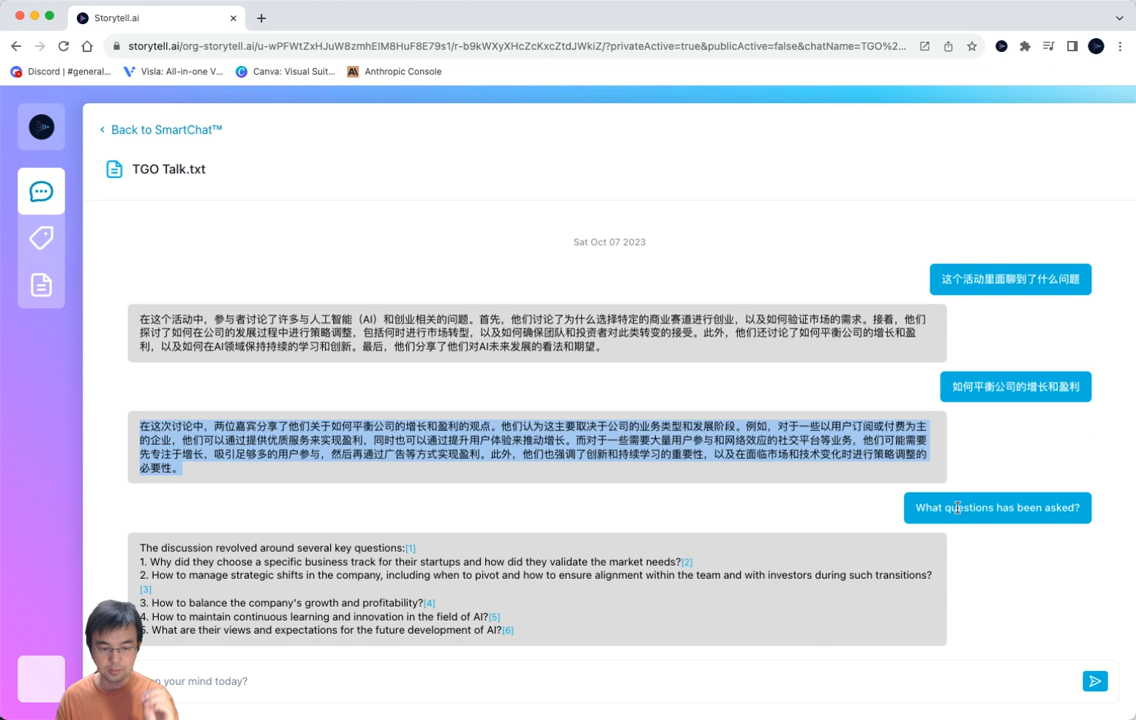 Storytell.ai
storytell.ai/org-storytell.ai/u-wPFWtZxHJuW8zmhElM8HuF8E79s1/r-b9kWXyXHcZcKxcZtdJWkiZ/?privateActive=true&publicActive=false&chatName=TGO%2...
Discord | #general... Visla: All-in-one V... Canva: Visual Suit... Anthropic Console
Back to SmartChat™
TGO Talk.txt
Sat Oct 07 2023
这个活动里面聊到了什么问题
在这个活动中，参与者讨论了许多与人工智能（AI）和创业相关的问题。首先，他们讨论了为什么选择特定的商业赛道进行创业，以及如何验证市场的需求。接着，他们
探讨了如何在公司的发展过程中进行策略调整，包括何时进行市场转型，以及如何确保团队和投资者对此类转变的接受。此外，他们还讨论了如何平衡公司的增长和盈
利，以及如何在AI领域保持持续的学习和创新。最后，他们分享了他们对AI未来发展的看法和期望。
如何平衡公司的增长和盈利
在这次讨论中，两位嘉宾分享了他们关于如何平衡公司的增长和盈利的观点。他们认为这主要取决于公司的业务类型和发展阶段。例如，对于一些以用户订阅或付费为主
的企业，他们可以通过提供优质服务来实现盈利，同时也可以通过提升用户体验来推动增长。而对于一些需要大量用户参与和网络效应的社交平台等业务，他们可能需要
先专注于增长，吸引足够多的用户参与，然后再通过广告等方式实现盈利。此外，他们也强调了创新和持续学习的重要性，以及在面临市场和技术变化时进行策略调整的
必要性。
What questions has been asked?
The discussion revolved around several key questions:[1]
1. Why did they choose a specific business track for their startups and how did they validate the market needs?[2]
2. How to manage strategic shifts in the company, including when to pivot and how to ensure alignment within the team and with investors during such transitions?
[3]
3. How to balance the company's growth and profitability?[4]
4. How to maintain continuous learning and innovation in the field of AI?[5]
5. What are their views and expectations for the future development of AI?[6]
on your mind today?